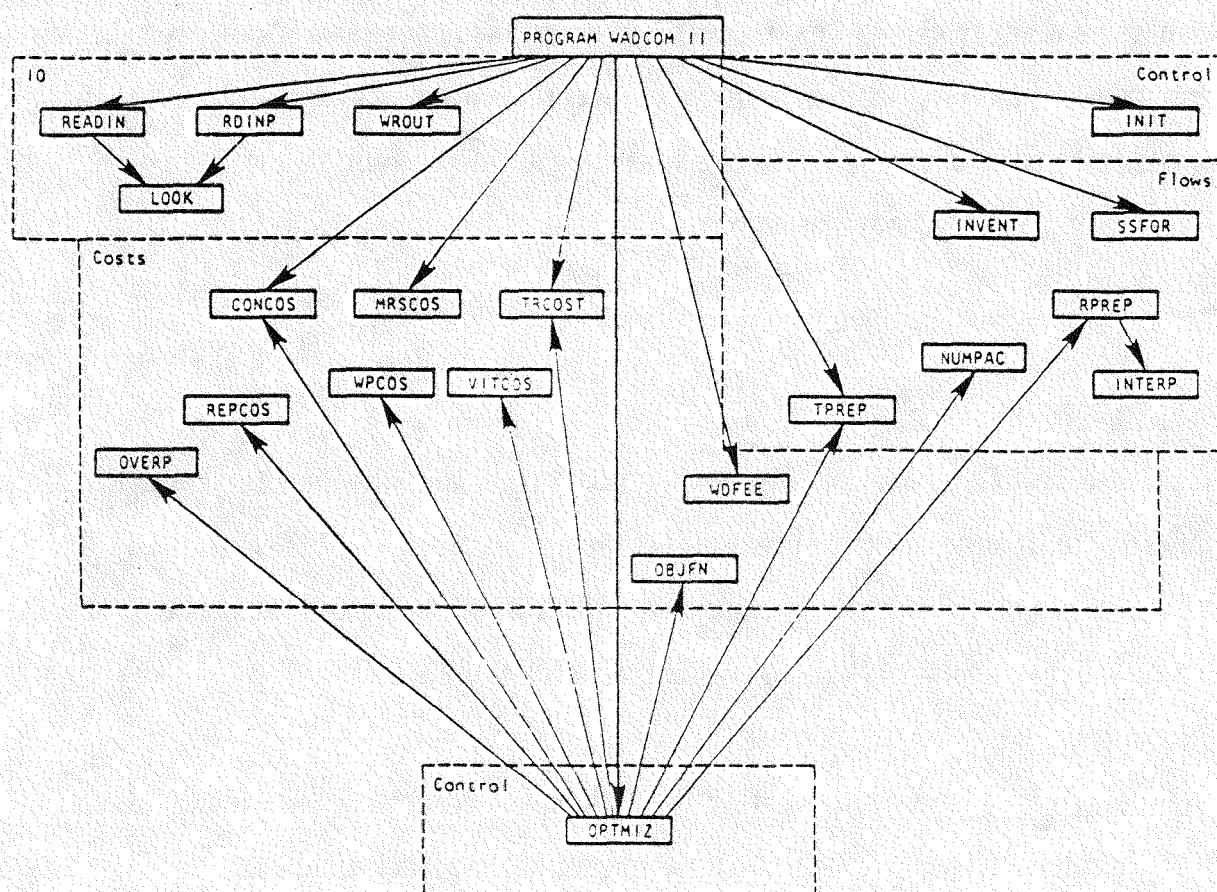 PROGRAM WADCOM II
IO
Control
READIN
RDINP
WROUT
INIT
LOOK
Flows
INVENT
SSFOR
Costs
CONCOS
MRSCOS
TRCOST
RPREP
NUMPAC
WPCOS
VITCOS
INTERP
REPCOS
TPREP
OVERP
WDFEE
OBJFN
Control
OPTMIZ